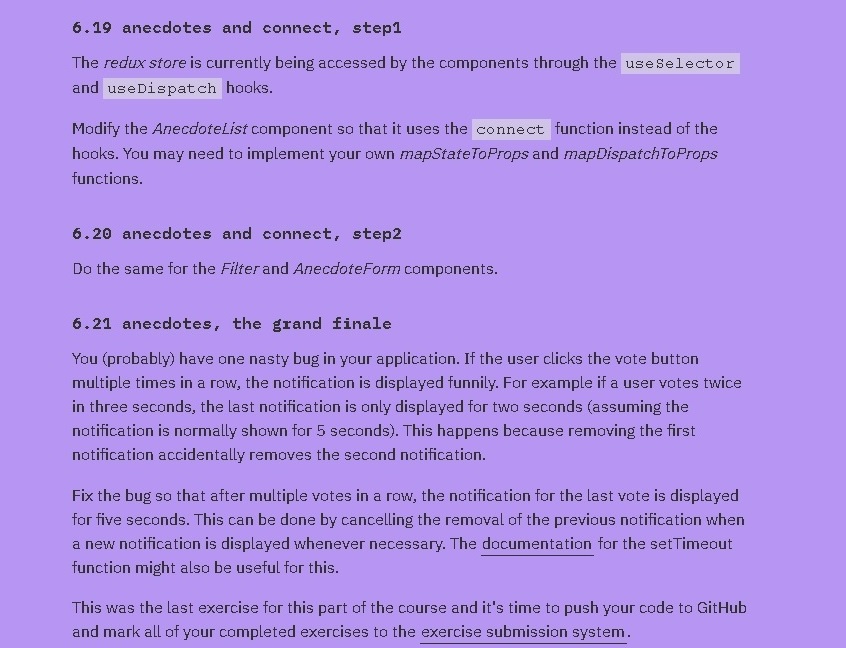 6.19 anecdotes and connect, step1
The redux store is currently being accessed by the components through the useSelector
and useDispatch hooks.
Modify the AnecdoteList component so that it uses the connect function instead of the
hooks. You may need to implement your own mapStateToProps and mapDispatchToProps
functions.
6.20 anecdotes and connect, step2
Do the same for the Filter and AnecdoteForm components.
6.21 anecdotes, the grand finale
You (probably) have one nasty bug in your application. If the user clicks the vote button
multiple times in a row, the notification is displayed funnily. For example if a user votes twice
in three seconds, the last notification is only displayed for two seconds (assuming the
notification is normally shown for 5 seconds). This happens because removing the first
notification accidentally removes the second notification.
Fix the bug so that after multiple votes in a row, the notification for the last vote is displayed
for five seconds. This can be done by cancelling the removal of the previous notification when
a new notification is displayed whenever necessary. The documentation for the setTimeout
function might also be useful for this.
This was the last exercise for this part of the course and it's time to push your code to GitHub
and mark all of your completed exercises to the exercise submission system.